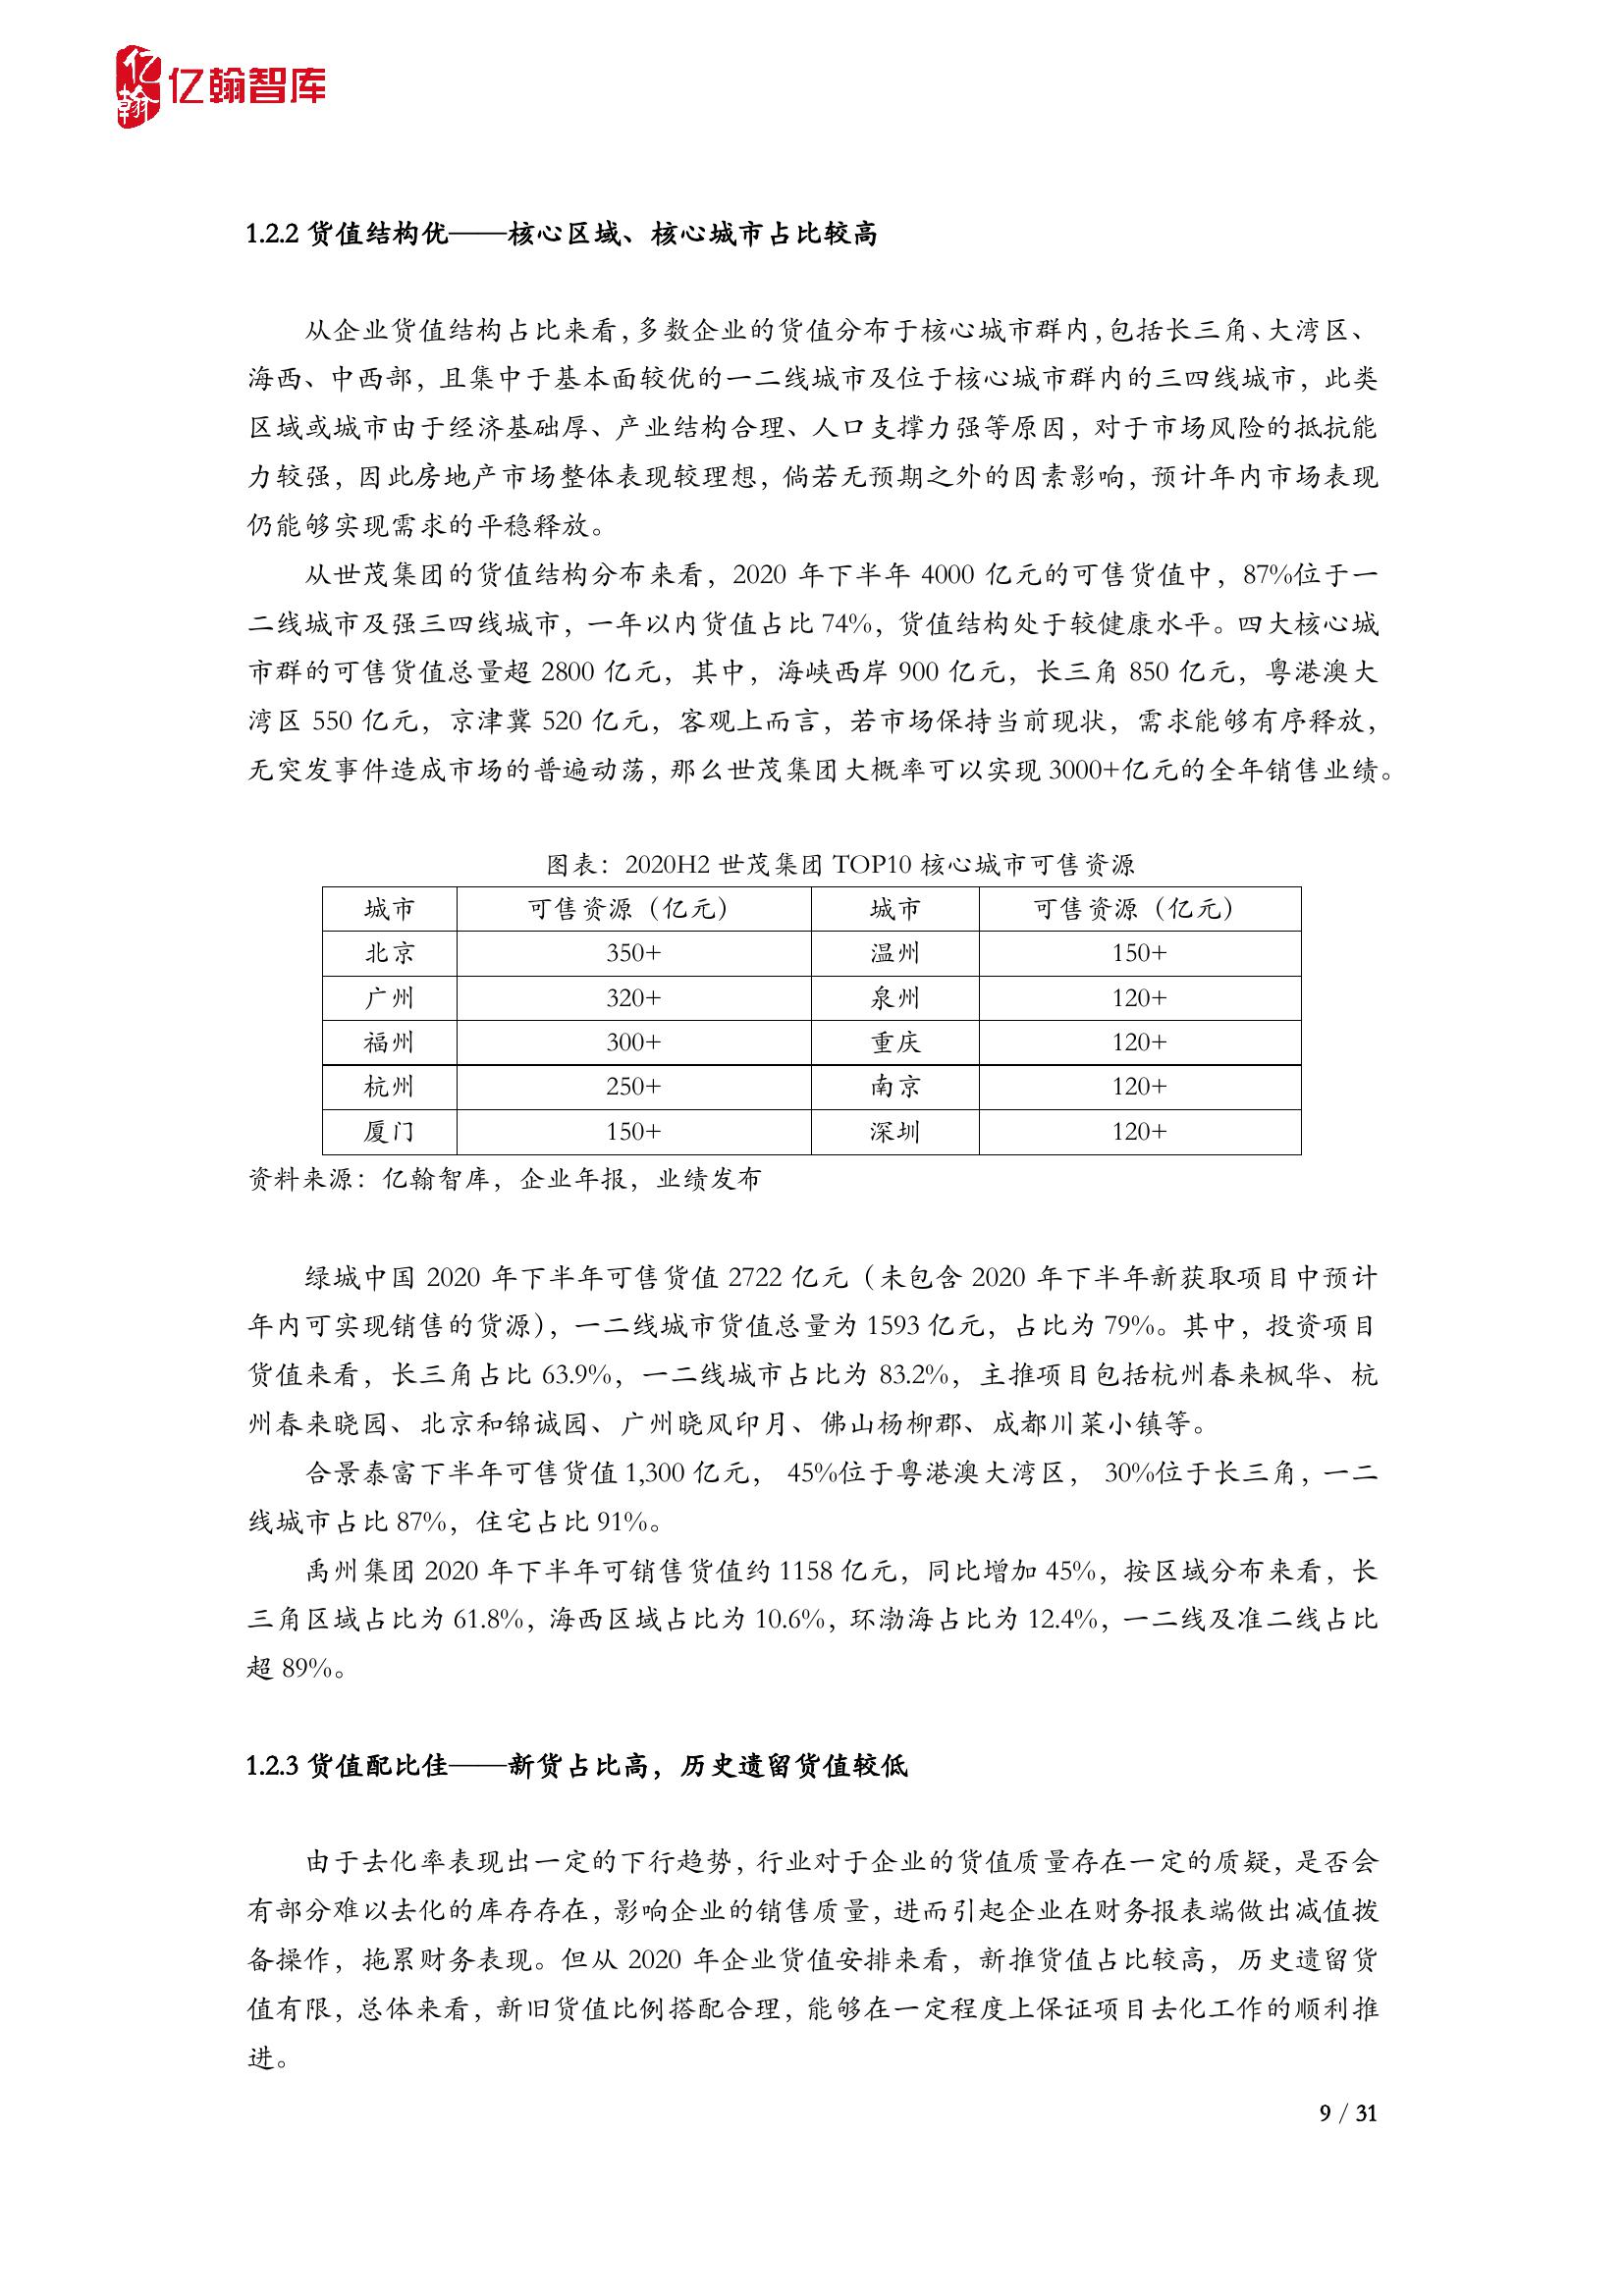 亿翰
亿翰智库
1.2.2 货值结构优——核心区域、核心城市占比较高
从企业货值结构占比来看，多数企业的货值分布于核心城市群内，包括长三角、大湾区、
海西、中西部，且集中于基本面较优的一二线城市及位于核心城市群内的三四线城市，此类
区域或城市由于经济基础厚、产业结构合理、人口支撑力强等原因，对于市场风险的抵抗能
力较强，因此房地产市场整体表现较理想，倘若无预期之外的因素影响，预计年内市场表现
仍能够实现需求的平稳释放。
从世茂集团的货值结构分布来看，2020 年下半年 4000 亿元的可售货值中，87%位于一
二线城市及强三四线城市，一年以内货值占比 74%，货值结构处于较健康水平。四大核心城
市群的可售货值总量超 2800 亿元，其中，海峡西岸 900 亿元，长三角 850 亿元，粤港澳大
湾区 550 亿元，京津冀 520 亿元，客观上而言，若市场保持当前现状，需求能够有序释放，
无突发事件造成市场的普遍动荡，那么世茂集团大概率可以实现 3000+亿元的全年销售业绩。
图表：2020H2 世茂集团 TOP10 核心城市可售资源
城市 可售资源（亿元） 城市 可售资源（亿元）
北京 350+ 温州 150+
广州 320+ 泉州 120+
福州 300+ 重庆 120+
杭州 250+ 南京 120+
厦门 150+ 深圳 120+
资料来源：亿翰智库，企业年报，业绩发布
绿城中国 2020 年下半年可售货值 2722 亿元（未包含 2020 年下半年新获取项目中预计
年内可实现销售的货源），一二线城市货值总量为 1593 亿元，占比为 79%。其中，投资项目
货值来看，长三角占比 63.9%，一二线城市占比为 83.2%，主推项目包括杭州春来枫华、杭
州春来晓园、北京和锦诚园、广州晓风印月、佛山杨柳郡、成都川菜小镇等。
合景泰富下半年可售货值 1,300 亿元， 45%位于粤港澳大湾区， 30%位于长三角，一二
线城市占比 87%，住宅占比 91%。
禹州集团 2020 年下半年可销售货值约 1158 亿元，同比增加 45%，按区域分布来看，长
三角区域占比为 61.8%，海西区域占比为 10.6%，环渤海占比为 12.4%，一二线及准二线占比
超 89%。
1.2.3 货值配比佳——新货占比高，历史遗留货值较低
由于去化率表现出一定的下行趋势，行业对于企业的货值质量存在一定的质疑，是否会
有部分难以去化的库存存在，影响企业的销售质量，进而引起企业在财务报表端做出减值拨
备操作，拖累财务表现。但从 2020 年企业货值安排来看，新推货值占比较高，历史遗留货
值有限，总体来看，新旧货值比例搭配合理，能够在一定程度上保证项目去化工作的顺利推
进。
9 / 31